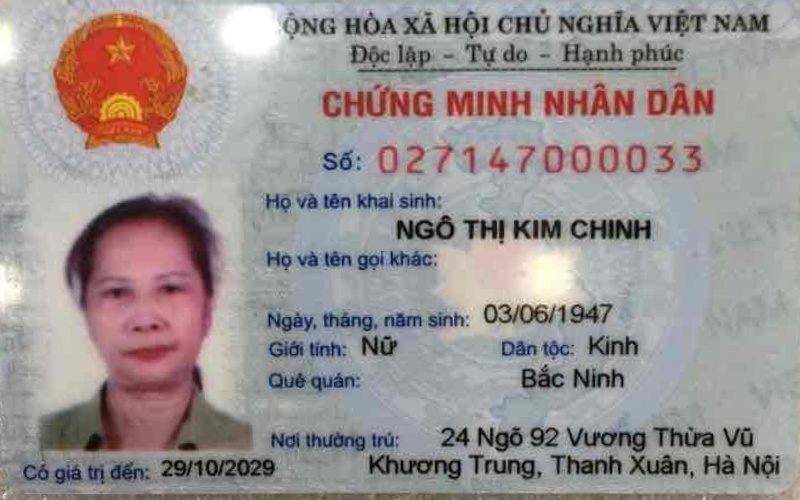 CỘNG HÒA XÃ HỘI CHỦ NGHĨA VIỆT NAM
Độc lập - Tự do - Hạnh phúc
CHỨNG MINH NHÂN DÂN
Số: 027147000033
Họ và tên khai sinh:
NGÔ THỊ KIM CHINH
Họ và tên gọi khác:
Ngày, tháng, năm sinh: 03/06/1947
Giới tính: Nữ Dân tộc: Kinh
Quê quán: Bắc Ninh
Nơi thường trú: 24 Ngõ 92 Vương Thừa Vũ
Khương Trung, Thanh Xuân, Hà Nội
Có giá trị đến: 29/10/2029